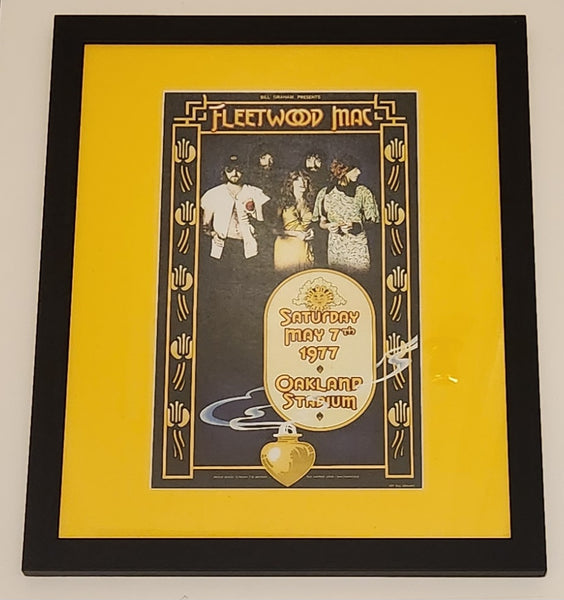 BILL GRAHAM PRESENTS
FLEETWOOD MAC
SATURDAY
MAY 7th
1977
OAKLAND
STADIUM